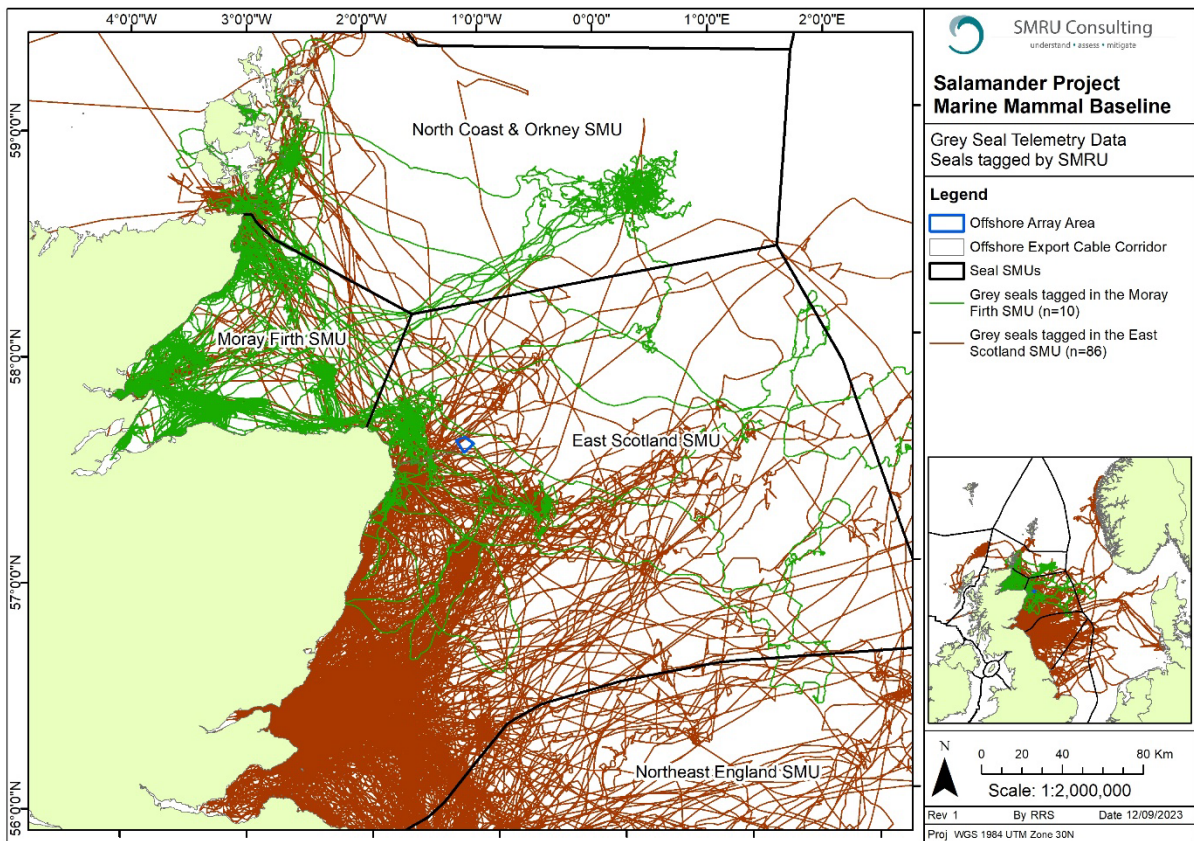 4°0'0"W 3°0'0"W 2°0'0"W 1°0'0"W 0°0'0" 1°0'0"E 2°0'0"E
59°0'0"N
58°0'0"N
57°0'0"N
56°0'0"N
North Coast & Orkney SMU
Moray Firth SMU
East Scotland SMU
Northeast England SMU
SMRU Consulting
understand • assess • mitigate
Salamander Project
Marine Mammal Baseline
Grey Seal Telemetry Data
Seals tagged by SMRU
Legend
Offshore Array Area
Offshore Export Cable Corridor
Seal SMUs
Grey seals tagged in the Moray
Firth SMU (n=10)
Grey seals tagged in the East
Scotland SMU (n=86)
N
0 20 40 80 Km
Scale: 1:2,000,000
Rev 1 By RRS Date 12/09/2023
Proj WGS 1984 UTM Zone 30N